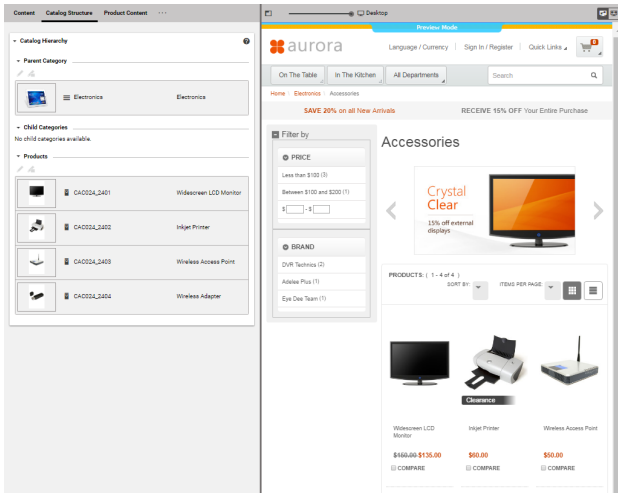 Content Catalog Structure Product Content ...
Desktop
Preview Mode
Catalog Hierarchy
Parent Category
Electronics Electronics
Child Categories
No child categories available.
Products
CAC024_2401 Widescreen LCD Monitor
CAC024_2402 Inkjet Printer
CAC024_2403 Wireless Access Point
CAC024_2404 Wireless Adapter
aurora
Language / Currency Sign In / Register Quick Links
0
On The Table In The Kitchen All Departments Search
Home Electronics Accessories
SAVE 20% on all New Arrivals RECEIVE 15% OFF Your Entire Purchase
Filter by
PRICE
Less than $100 (3)
Between $100 and $200 (1)
$ - $
BRAND
DVR Technics (2)
Adelee Plus (1)
Eye Dee Team (1)
Accessories
Crystal
Clear
15% off external
displays
PRODUCTS: ( 1 - 4 of 4 )
SORT BY: ITEMS PER PAGE:
Clearance
Widescreen LCD
Monitor
$150.00 $135.00
COMPARE
Inkjet Printer
$60.00
COMPARE
Wireless Access Point
$50.00
COMPARE